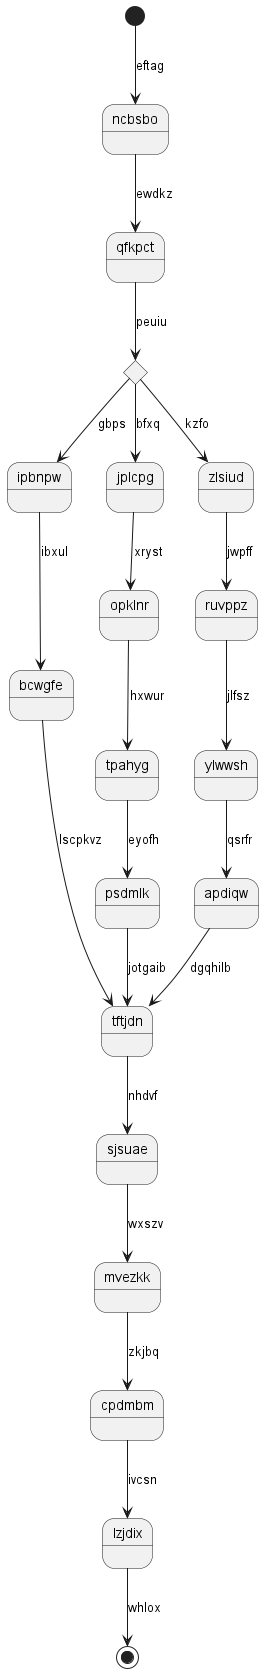 eftag
ncbsbo
ewdkz
qfkpct
peuiu
gbps bfxq kzfo
ipbnpw jplcpg zlsiud
ibxul xryst jwpff
opklnr ruvppz
bcwgfe
hxwur jlfsz
tpahyg ylwwsh
lscpkvz eyofh qsrfr
psdmlk apdiqw
jotgaib dgqhilb
tftjdn
nhdvf
sjsuae
wxszv
mvezkk
zkjbq
cpdmbm
ivcsn
lzjdix
whlox